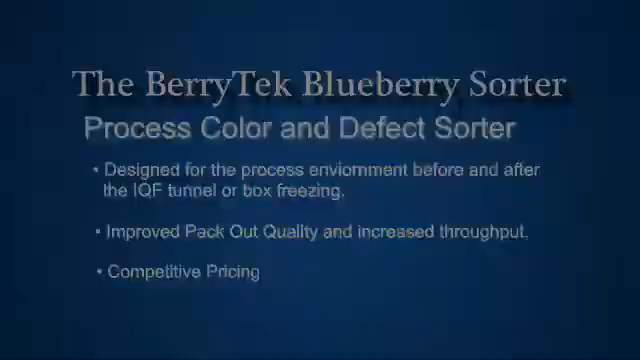 The BerryTek Blueberry Sorter
Process Color and Defect Sorter
• Designed for the process enviornment before and after
the IQF tunnel or box freezing.
• Improved Pack Out Quality and increased throughput.
• Competitive Pricing